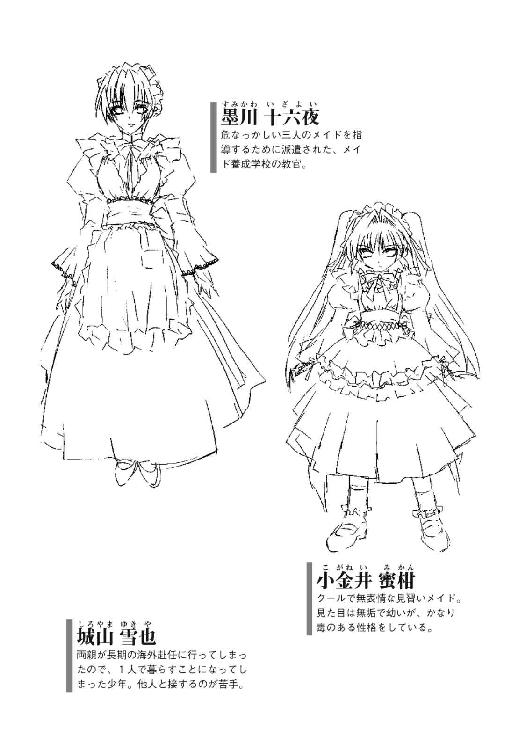 すみかわ いざよい
墨川 十六夜
危なっかしい三人のメイドを指
導するために派遣された、メイ
ド養成学校の教官。
こがねい みかん
小金井 蜜柑
クールで無表情な見習いメイド。
見た目は無垢で幼いが、かなり
毒のある性格をしている。
しろやま ゆきや
城山 雪也
両親が長期の海外赴任に行ってしまっ
たので、１人で暮らすことになってし
まった少年。他人と接するのが苦手。